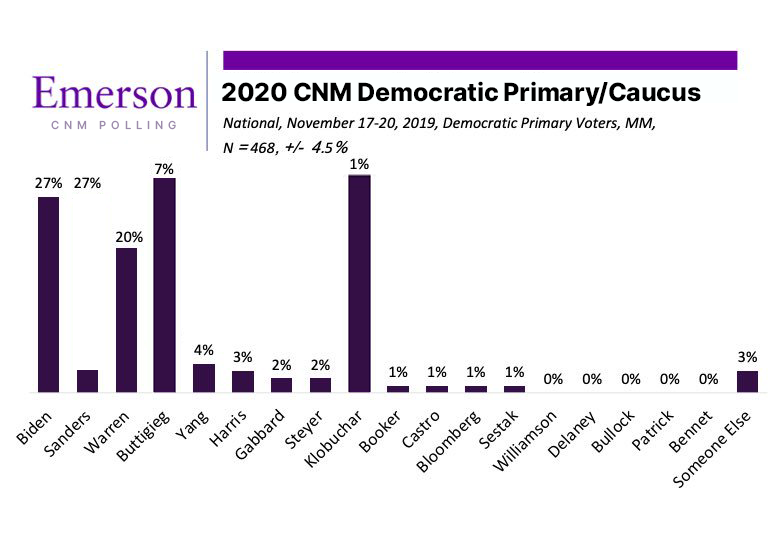 Emerson
CNM POLLING
2020 CNM Democratic Primary/Caucus
National, November 17-20, 2019, Democratic Primary Voters, MM,
N = 468, +/- 4.5 %
27% 27% 20% 7% 4% 3% 2% 2% 1% 1% 1% 1% 1% 0% 0% 0% 0% 0% 3%
Biden Sanders Warren Buttigieg Yang Harris Gabbard Steyer Klobuchar Booker Castro Bloomberg Sestak Williamson Delaney Bullock Patrick Bennet Someone Else